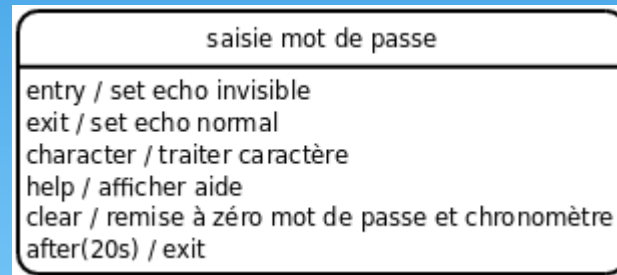 saisie mot de passe
entry / set echo invisible
exit / set echo normal
character / traiter caractère
help / afficher aide
clear / remise à zéro mot de passe et chronomètre
after(20s) / exit